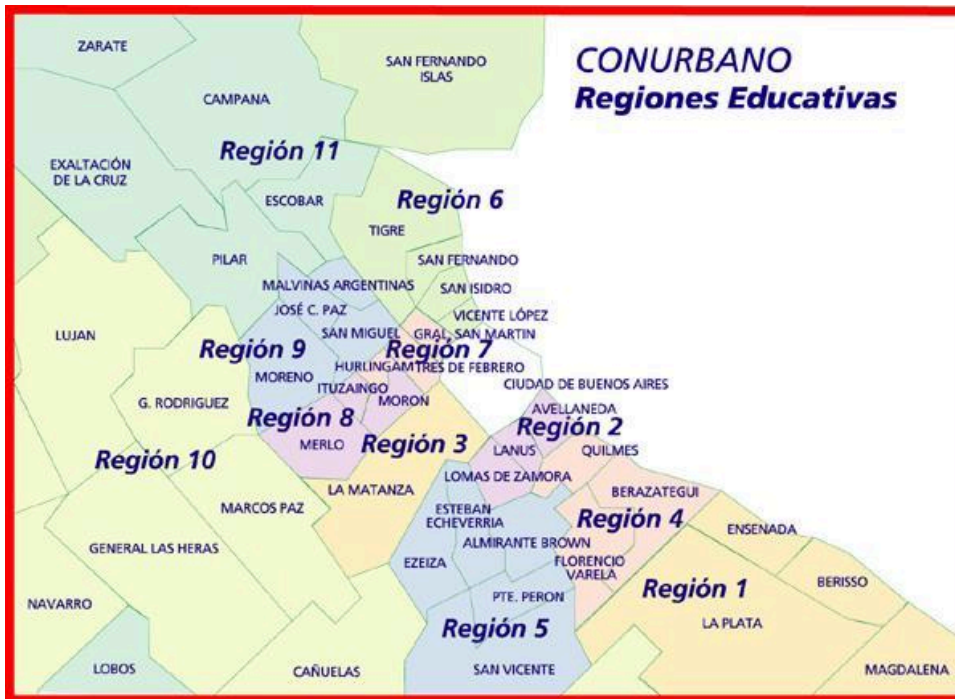 CONURBANO
Regiones Educativas
ZARATE
SAN FERNANDO
ISLAS
CAMPANA
Región 11
EXALTACIÓN
DE LA CRUZ
ESCOBAR
Región 6
TIGRE
PILAR
SAN FERNANDO
MALVINAS ARGENTINAS
SAN ISIDRO
JOSÉ C. PAZ
VICENTE LÓPEZ
LUJAN
SAN MIGUEL
GRAL. SAN MARTIN
Región 9
Región 7
HURLINGAM
TRES DE FEBRERO
MORENO
ITUZAINGO
CIUDAD DE BUENOS AIRES
G. RODRIGUEZ
MORON
AVELLANEDA
Región 8
Región 2
MERLO
Región 3
LANUS
QUILMES
Región 10
LOMAS DE ZAMORA
LA MATANZA
BERAZATEGUI
MARCOS PAZ
ESTEBAN
ECHEVERRIA
Región 4
ENSENADA
GENERAL LAS HERAS
ALMIRANTE BROWN
EZEIZA
FLORENCIO
VARELA
BERISSO
Región 1
PTE. PERON
NAVARRO
LA PLATA
Región 5
LOBOS
CAÑUELAS
SAN VICENTE
MAGDALENA